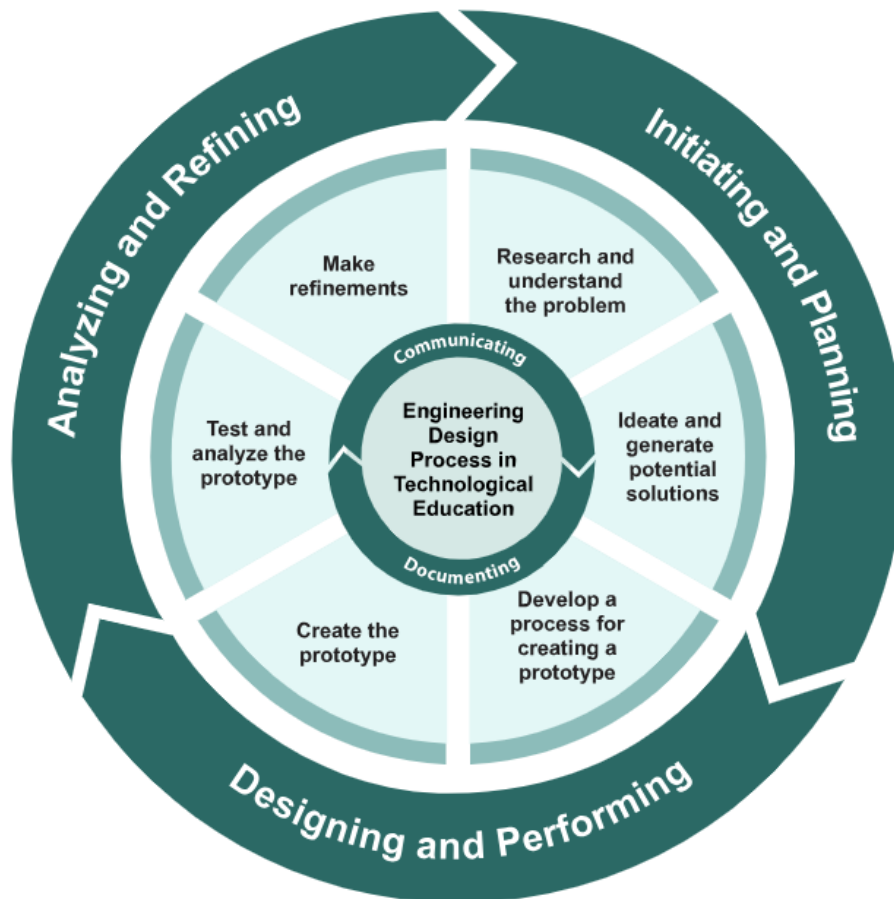 Initiating and Planning
Designing and Performing
Analyzing and Refining
Research and
understand
the problem
Ideate and
generate
potential
solutions
Develop a
process for
creating a
prototype
Create the
prototype
Test and
analyze the
prototype
Make
refinements
Communicating
Documenting
Engineering
Design
Process in
Technological
Education